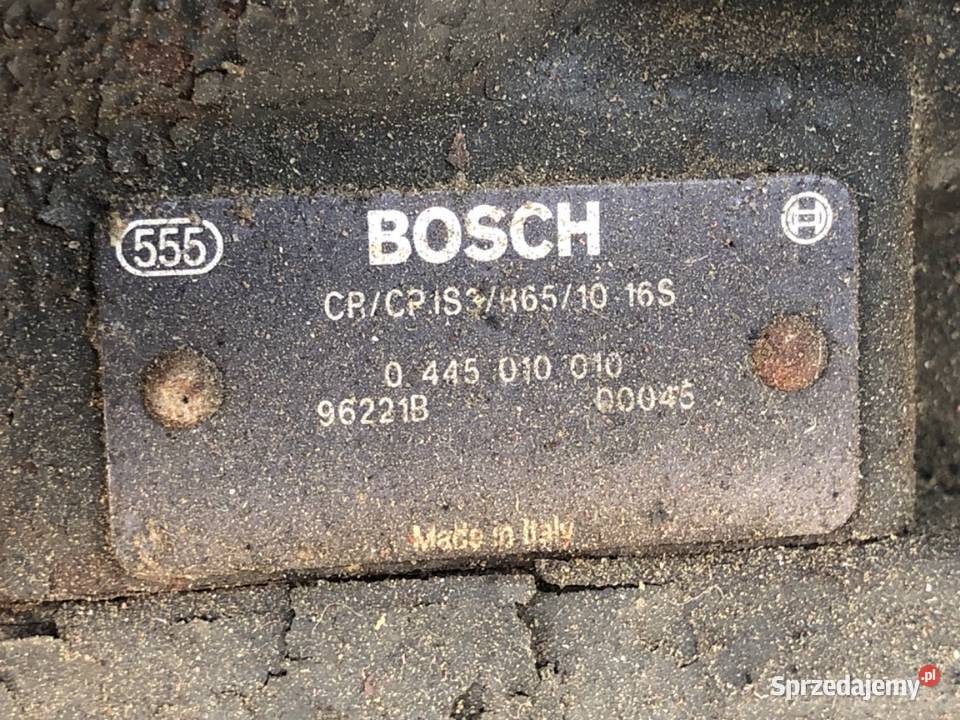 555 BOSCH
CR/CP1S3/R65/10 16S
0 445 010 010
96221B 00045
Made in Italy
Sprzedajemy.pl